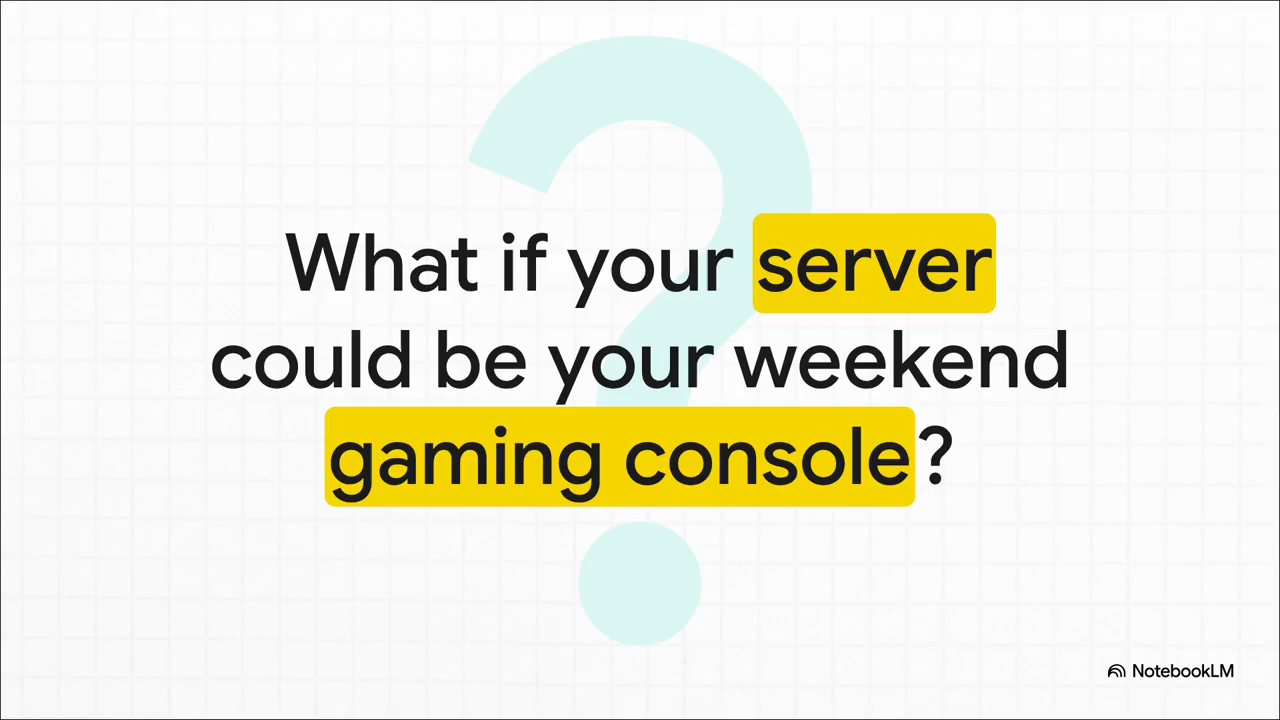 What if your server
could be your weekend
gaming console?
NotebookLM